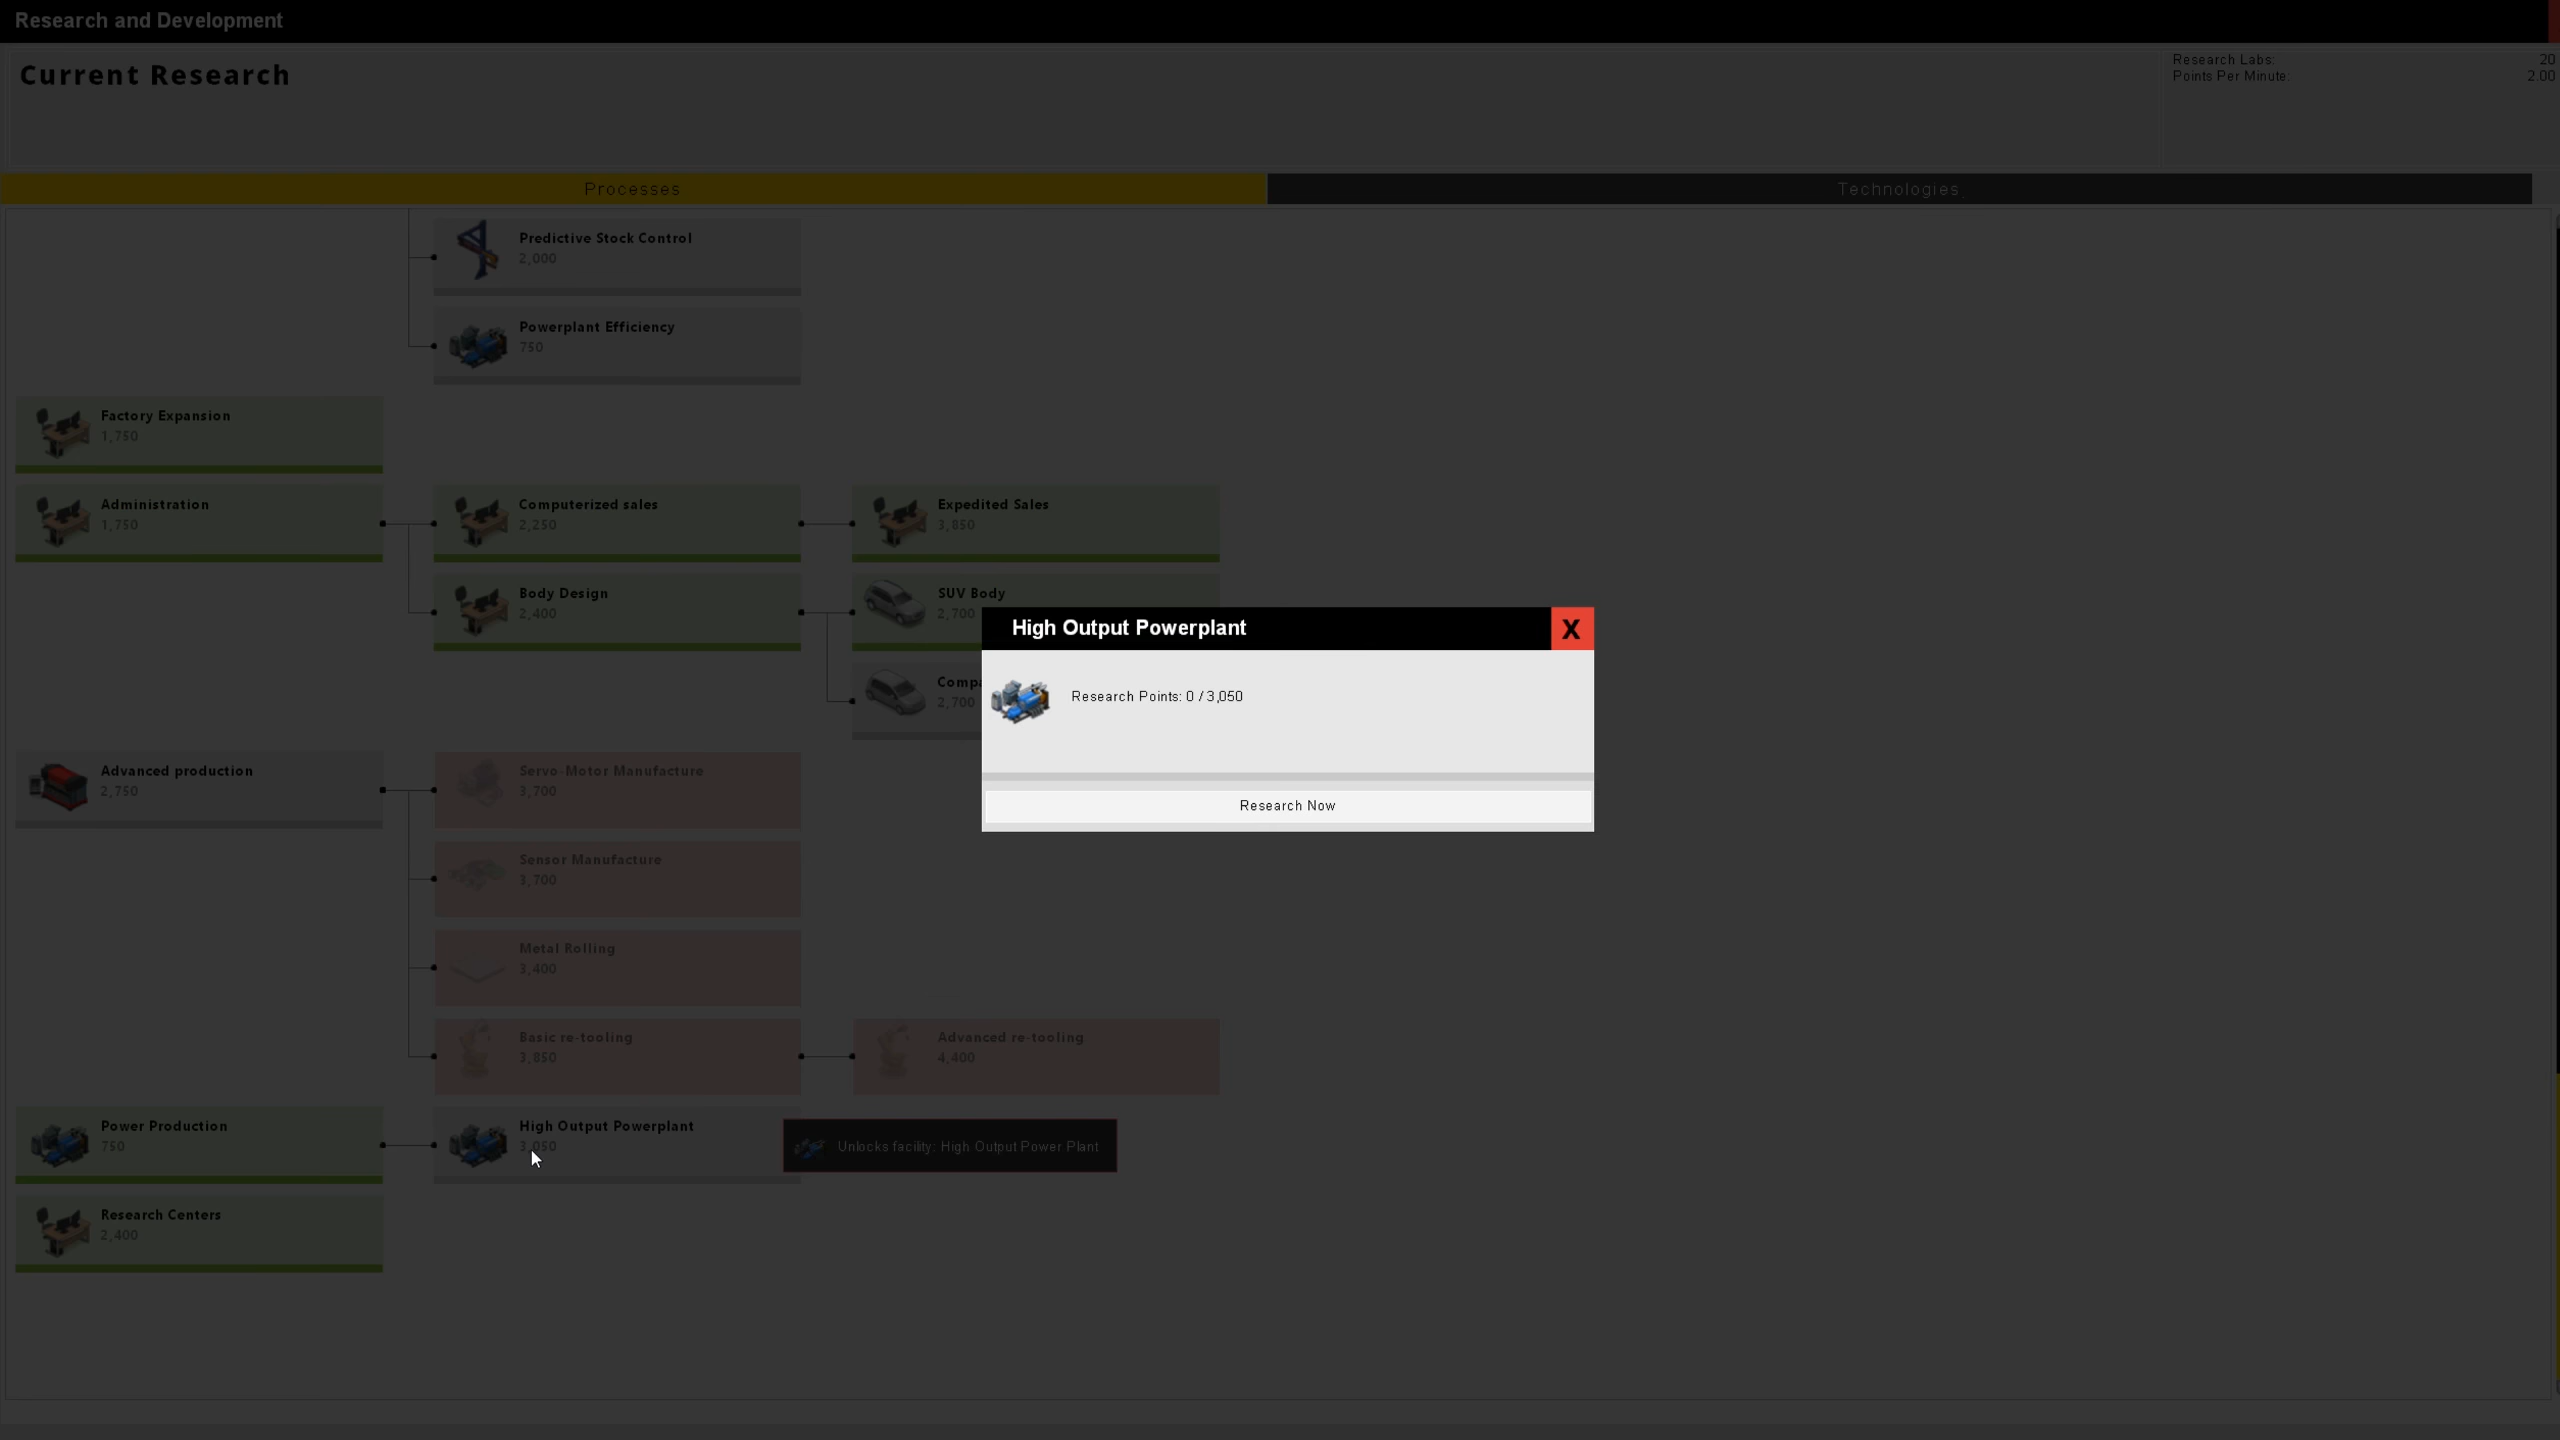 Research and Development
Current Research
Research Labs: 20
Points Per Minute: 2.00
Processes
Technologies
Predictive Stock Control
2,000
Powerplant Efficiency
750
Factory Expansion
1,750
Administration
1,750
Computerized sales
2,250
Expedited Sales
3,850
Body Design
2,400
SUV Body
2,700
2,700
High Output Powerplant
X
Research Points: 0 / 3,050
Research Now
Advanced production
2,750
Servo-Motor Manufacture
3,700
Sensor Manufacture
3,700
Metal Rolling
3,400
Basic re-tooling
3,850
Advanced re-tooling
4,400
Power Production
750
High Output Powerplant
3,050
Unlocks facility: High Output Power Plant
Research Centers
2,400